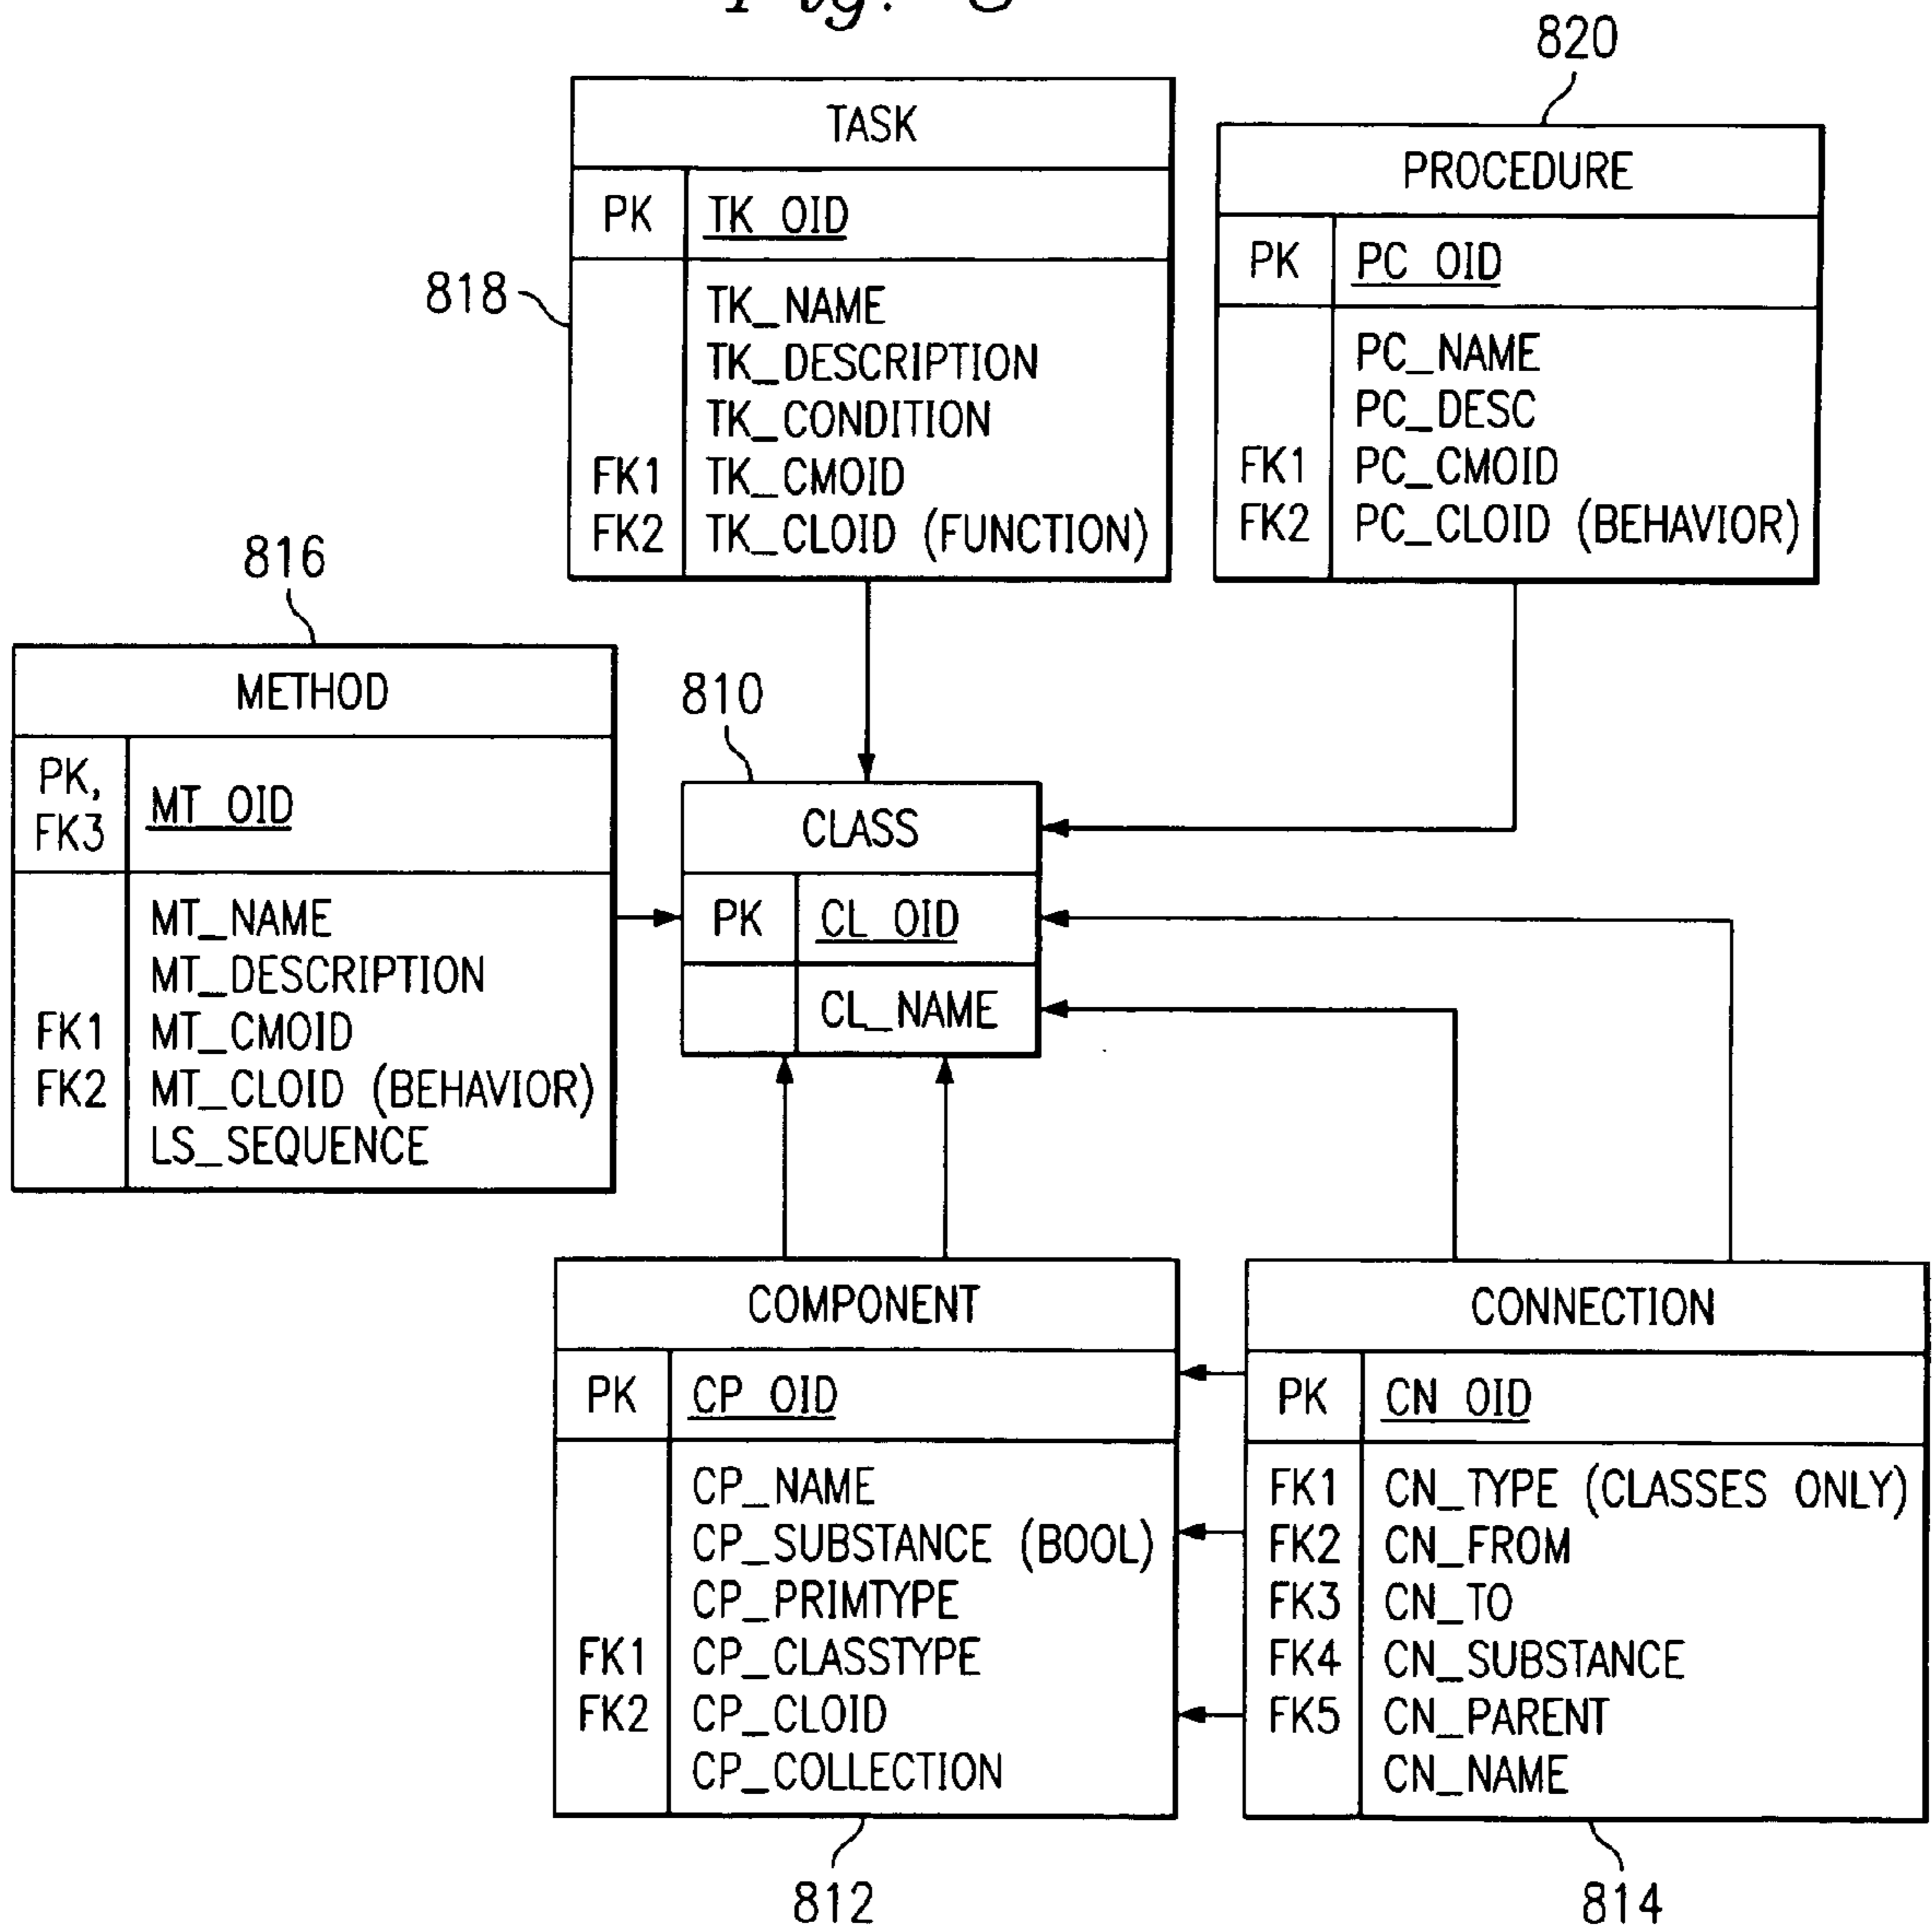 820
TASK
PK TK_OID
818
TK_NAME
TK_DESCRIPTION
TK_CONDITION
FK1 TK_CMOID
FK2 TK_CLOID (FUNCTION)
PROCEDURE
PK PC_OID
PC_NAME
PC_DESC
FK1 PC_CMOID
FK2 PC_CLOID (BEHAVIOR)
816
METHOD
PK,
FK3 MT_OID
MT_NAME
MT_DESCRIPTION
FK1 MT_CMOID
FK2 MT_CLOID (BEHAVIOR)
LS_SEQUENCE
810
CLASS
PK CL_OID
CL_NAME
COMPONENT
PK CP_OID
CP_NAME
CP_SUBSTANCE (BOOL)
CP_PRIMTYPE
FK1 CP_CLASSTYPE
FK2 CP_CLOID
CP_COLLECTION
812
CONNECTION
PK CN_OID
FK1 CN_TYPE (CLASSES ONLY)
FK2 CN_FROM
FK3 CN_TO
FK4 CN_SUBSTANCE
FK5 CN_PARENT
CN_NAME
814